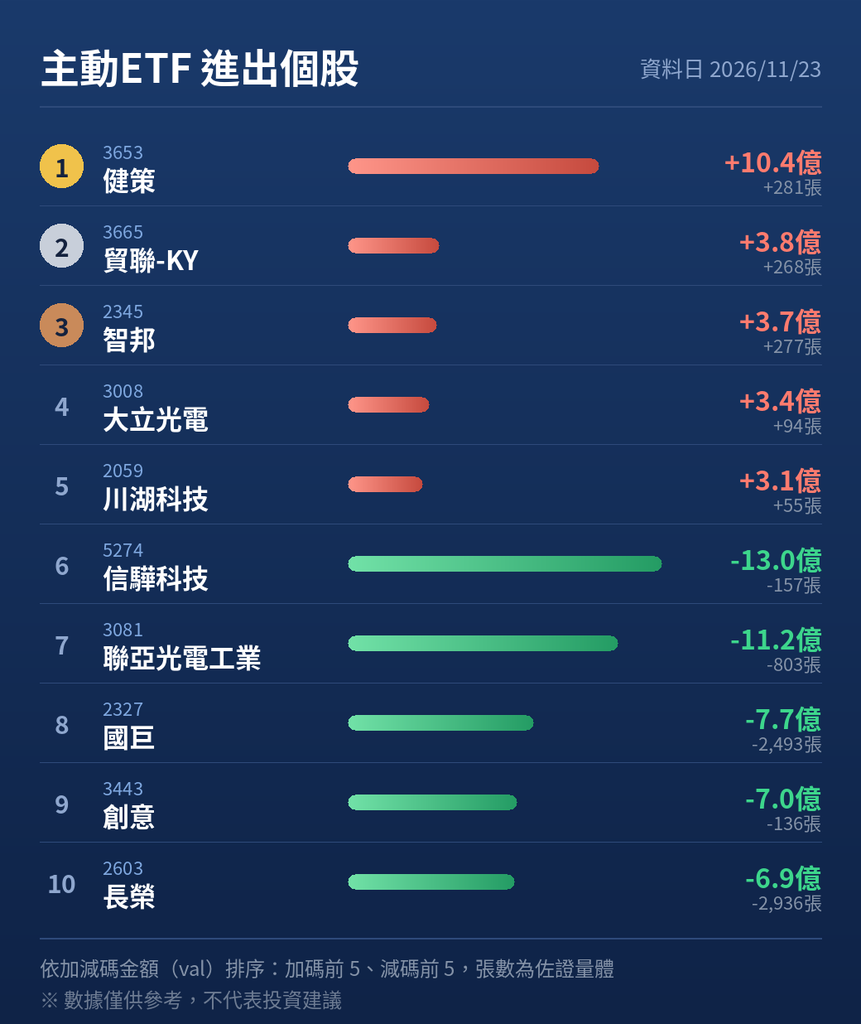 主動ETF 進出個股
資料日 2026/11/23
1
3653
健策
+10.4億
+281張
2
3665
貿聯-KY
+3.8億
+268張
3
2345
智邦
+3.7億
+277張
4
3008
大立光電
+3.4億
+94張
5
2059
川湖科技
+3.1億
+55張
6
5274
信驊科技
-13.0億
-157張
7
3081
聯亞光電工業
-11.2億
-803張
8
2327
國巨
-7.7億
-2,493張
9
3443
創意
-7.0億
-136張
10
2603
長榮
-6.9億
-2,936張
依加減碼金額（val）排序：加碼前 5、減碼前 5，張數為佐證量體
※ 數據僅供參考，不代表投資建議